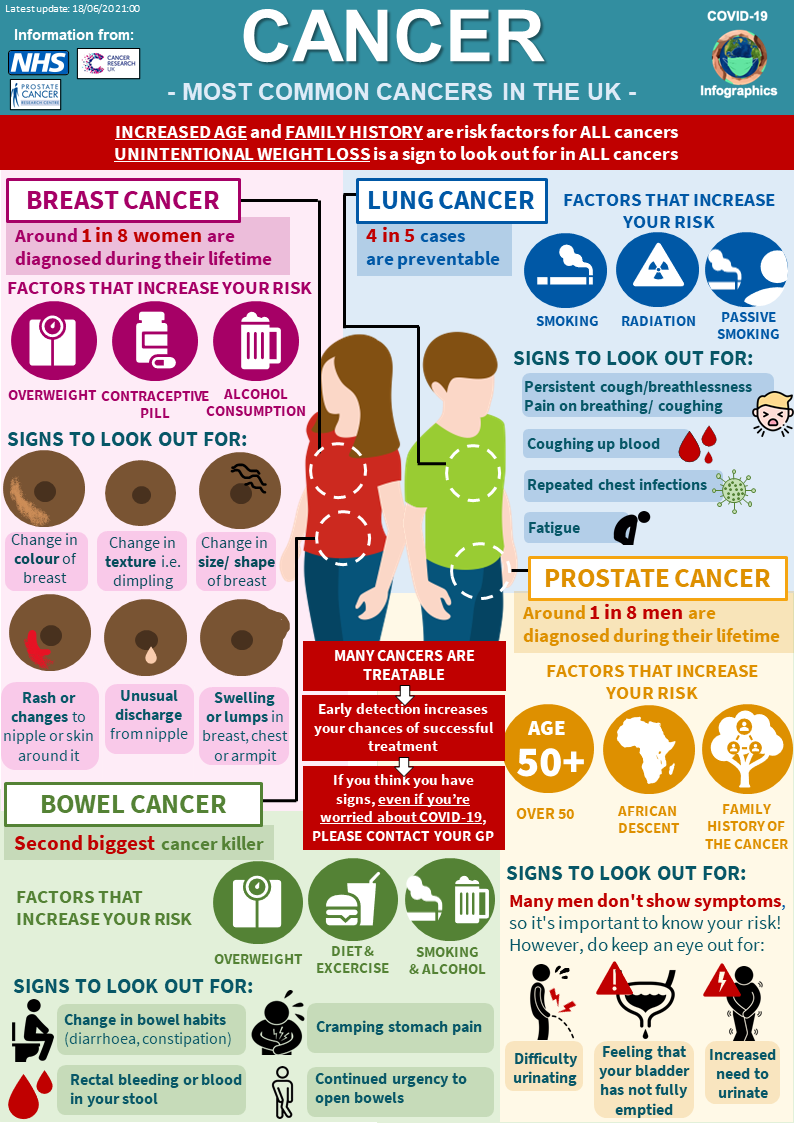 Latest update: 18/06/2021:00
Information from:
NHS
CANCER
RESEARCH
UK
PROSTATE
CANCER
RESEARCH CENTRE
CANCER
- MOST COMMON CANCERS IN THE UK -
COVID-19
Infographics
INCREASED AGE and FAMILY HISTORY are risk factors for ALL cancers
UNINTENTIONAL WEIGHT LOSS is a sign to look out for in ALL cancers
BREAST CANCER
Around 1 in 8 women are
diagnosed during their lifetime
FACTORS THAT INCREASE YOUR RISK
OVERWEIGHT
CONTRACEPTIVE
PILL
ALCOHOL
CONSUMPTION
SIGNS TO LOOK OUT FOR:
Change in
colour of
breast
Change in
texture i.e.
dimpling
Change in
size/ shape
of breast
Rash or
changes to
nipple or skin
around it
Unusual
discharge
from nipple
Swelling
or lumps in
breast, chest
or armpit
LUNG CANCER
4 in 5 cases
are preventable
FACTORS THAT INCREASE
YOUR RISK
SMOKING
RADIATION
PASSIVE
SMOKING
SIGNS TO LOOK OUT FOR:
Persistent cough/breathlessness
Pain on breathing/ coughing
Coughing up blood
Repeated chest infections
Fatigue
PROSTATE CANCER
Around 1 in 8 men are
diagnosed during their lifetime
FACTORS THAT INCREASE
YOUR RISK
AGE
50+
OVER 50
AFRICAN
DESCENT
FAMILY
HISTORY OF
THE CANCER
SIGNS TO LOOK OUT FOR:
Many men don't show symptoms,
so it's important to know your risk!
However, do keep an eye out for:
Difficulty
urinating
Feeling that
your bladder
has not fully
emptied
Increased
need to
urinate
MANY CANCERS ARE
TREATABLE
Early detection increases
your chances of successful
treatment
If you think you have
signs, even if you're
worried about COVID-19,
PLEASE CONTACT YOUR GP
BOWEL CANCER
Second biggest cancer killer
FACTORS THAT
INCREASE YOUR RISK
OVERWEIGHT
DIET &
EXCERCISE
SMOKING
& ALCOHOL
SIGNS TO LOOK OUT FOR:
Change in bowel habits
(diarrhoea, constipation)
Cramping stomach pain
Rectal bleeding or blood
in your stool
Continued urgency to
open bowels